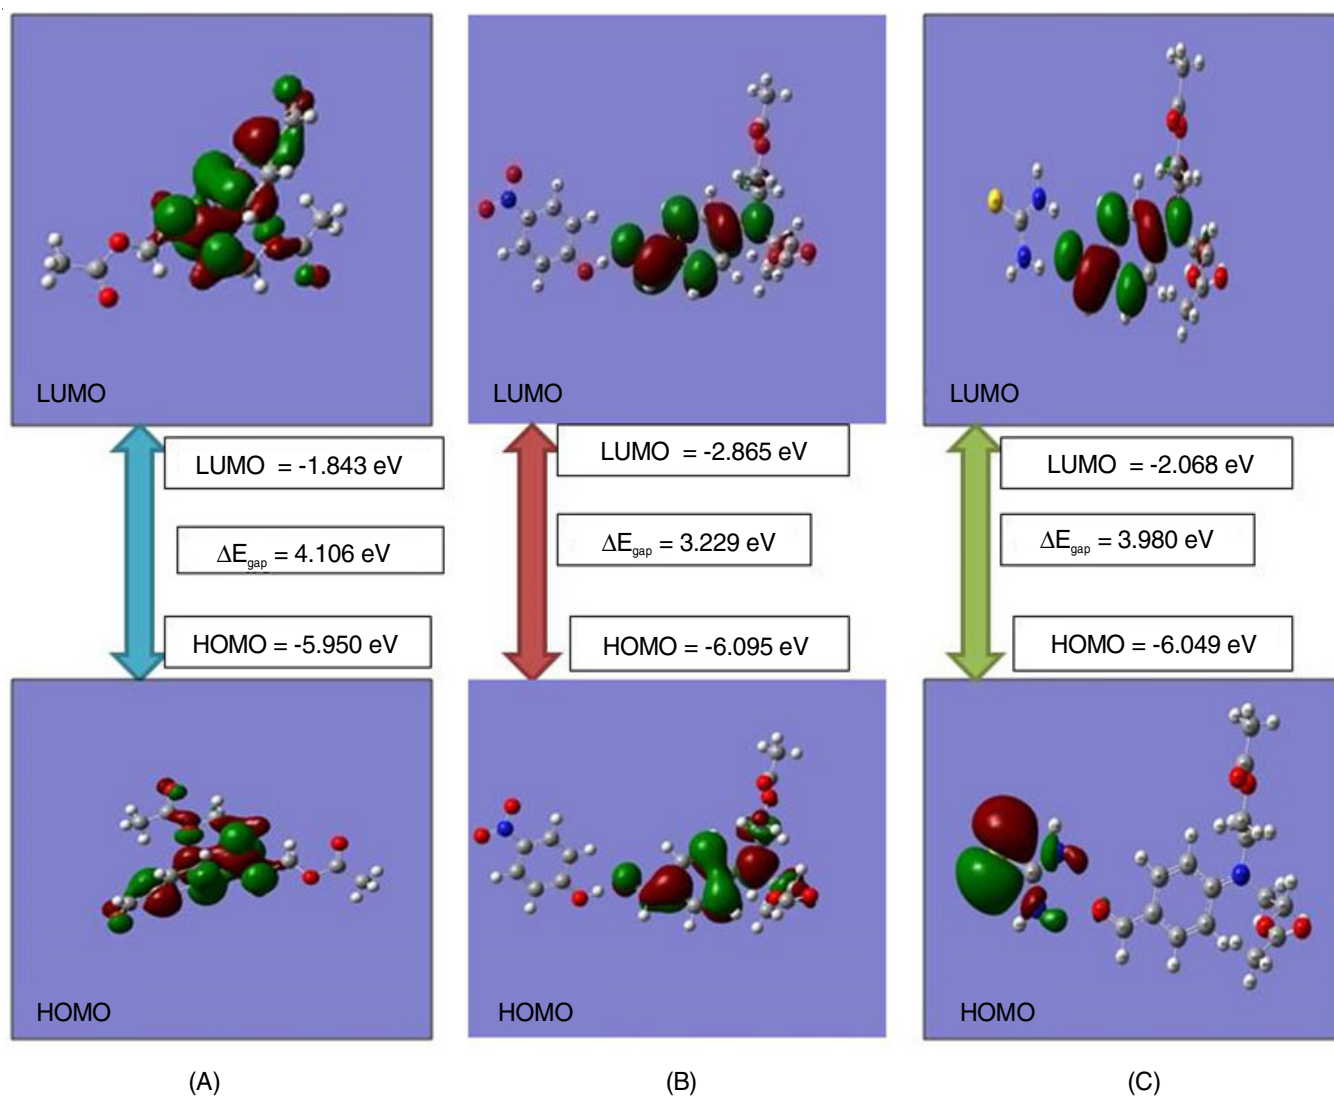 LUMO
LUMO
LUMO
LUMO = -1.843 eV
LUMO = -2.865 eV
LUMO = -2.068 eV
ΔEgap = 4.106 eV
ΔEgap = 3.229 eV
ΔEgap = 3.980 eV
HOMO = -5.950 eV
HOMO = -6.095 eV
HOMO = -6.049 eV
HOMO
HOMO
HOMO
(A)
(B)
(C)